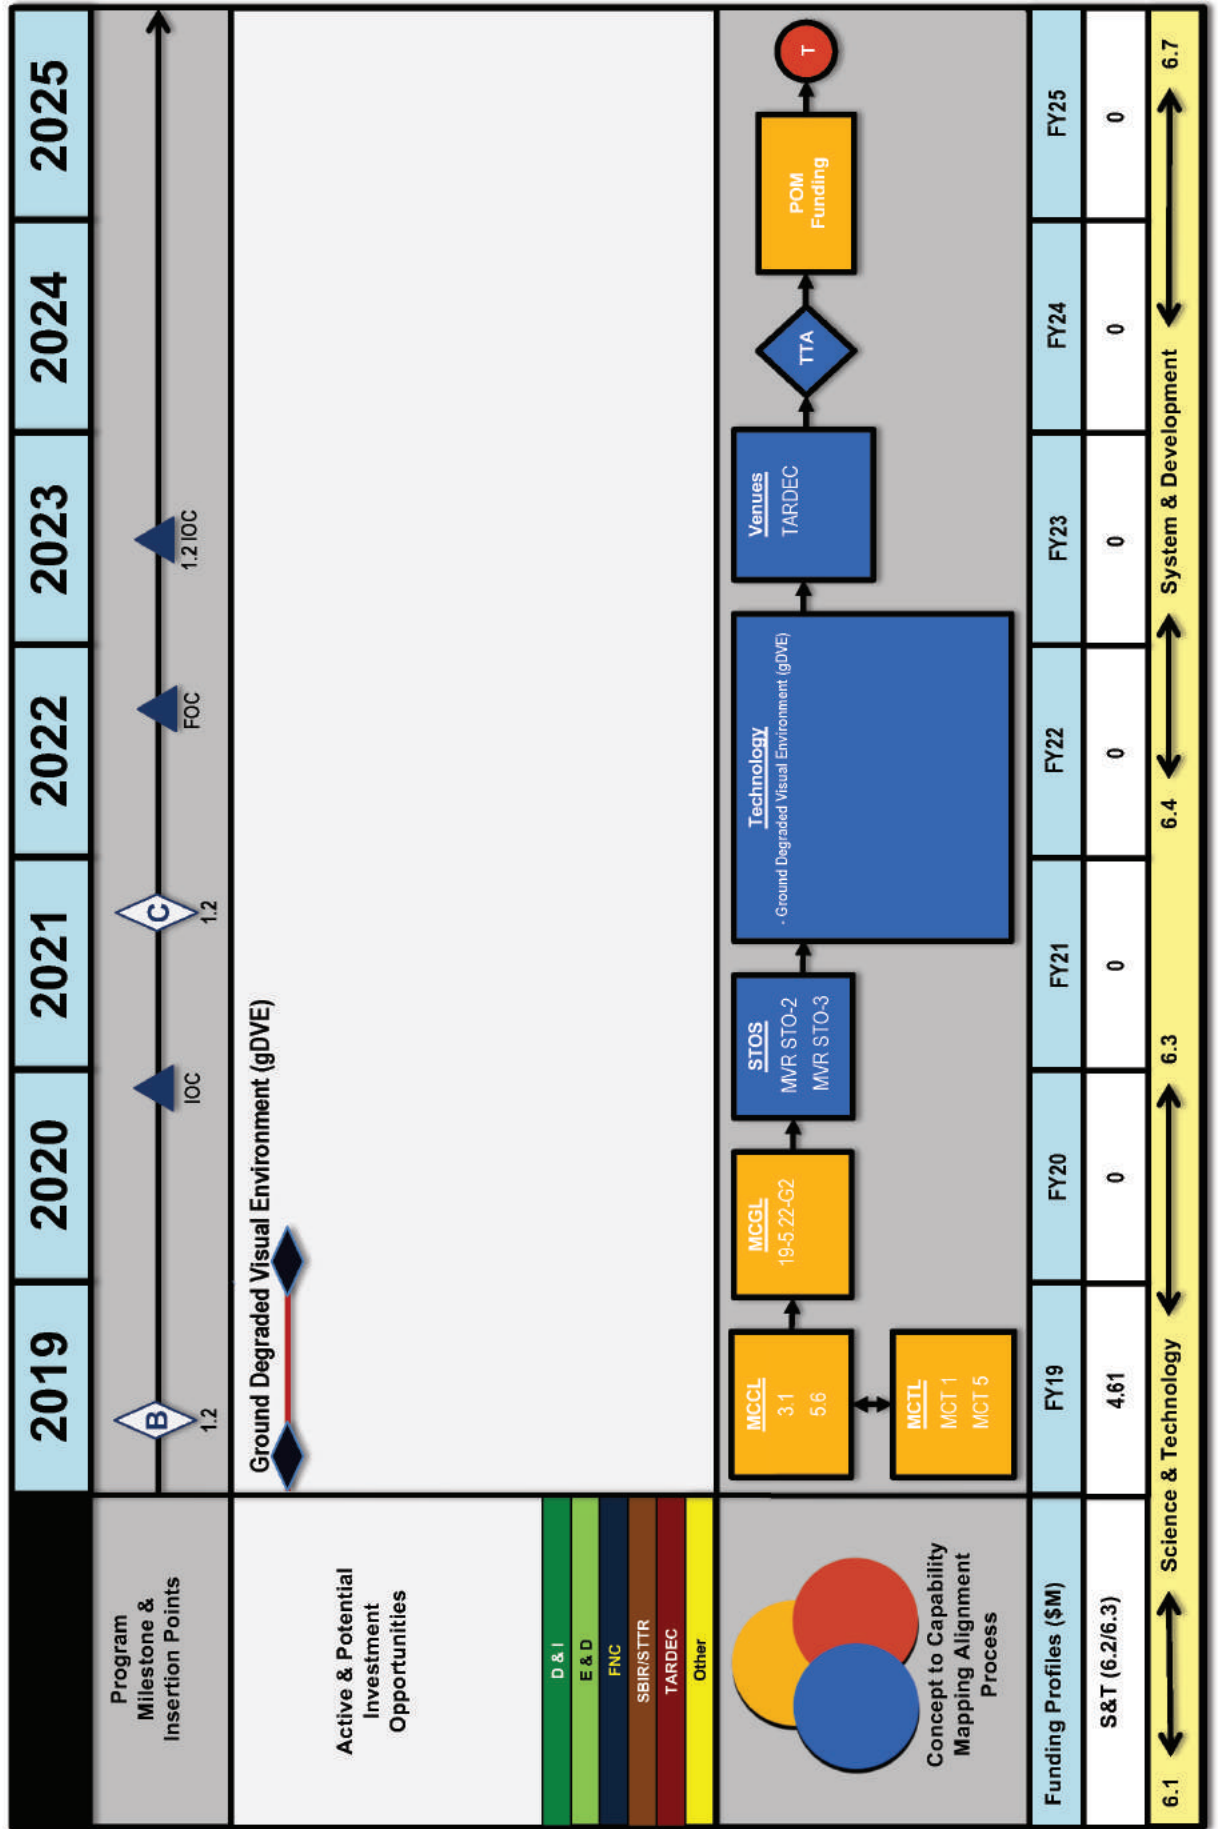 2019 2020 2021 2022 2023 2024 2025
Program
Milestone &
Insertion Points
B
1.2
IOC
C
1.2
FOC
1.2 IOC
Active & Potential
Investment
Opportunities
Ground Degraded Visual Environment (gDVE)
D & I
E & D
FNC
SBIR/STTR
TARDEC
Other
Concept to Capability
Mapping Alignment
Process
MCCL
3.1
5.6
MCTL
MCT 1
MCT 5
MCGL
19-5.22-G2
STOS
MVR STO-2
MVR STO-3
Technology
- Ground Degraded Visual Environment (gDVE)
Venues
TARDEC
TTA
POM
Funding
T
Funding Profiles ($M) FY19 FY20 FY21 FY22 FY23 FY24 FY25
S&T (6.2/6.3) 4.61 0 0 0 0 0 0
6.1 Science & Technology 6.3 6.4 System & Development 6.7